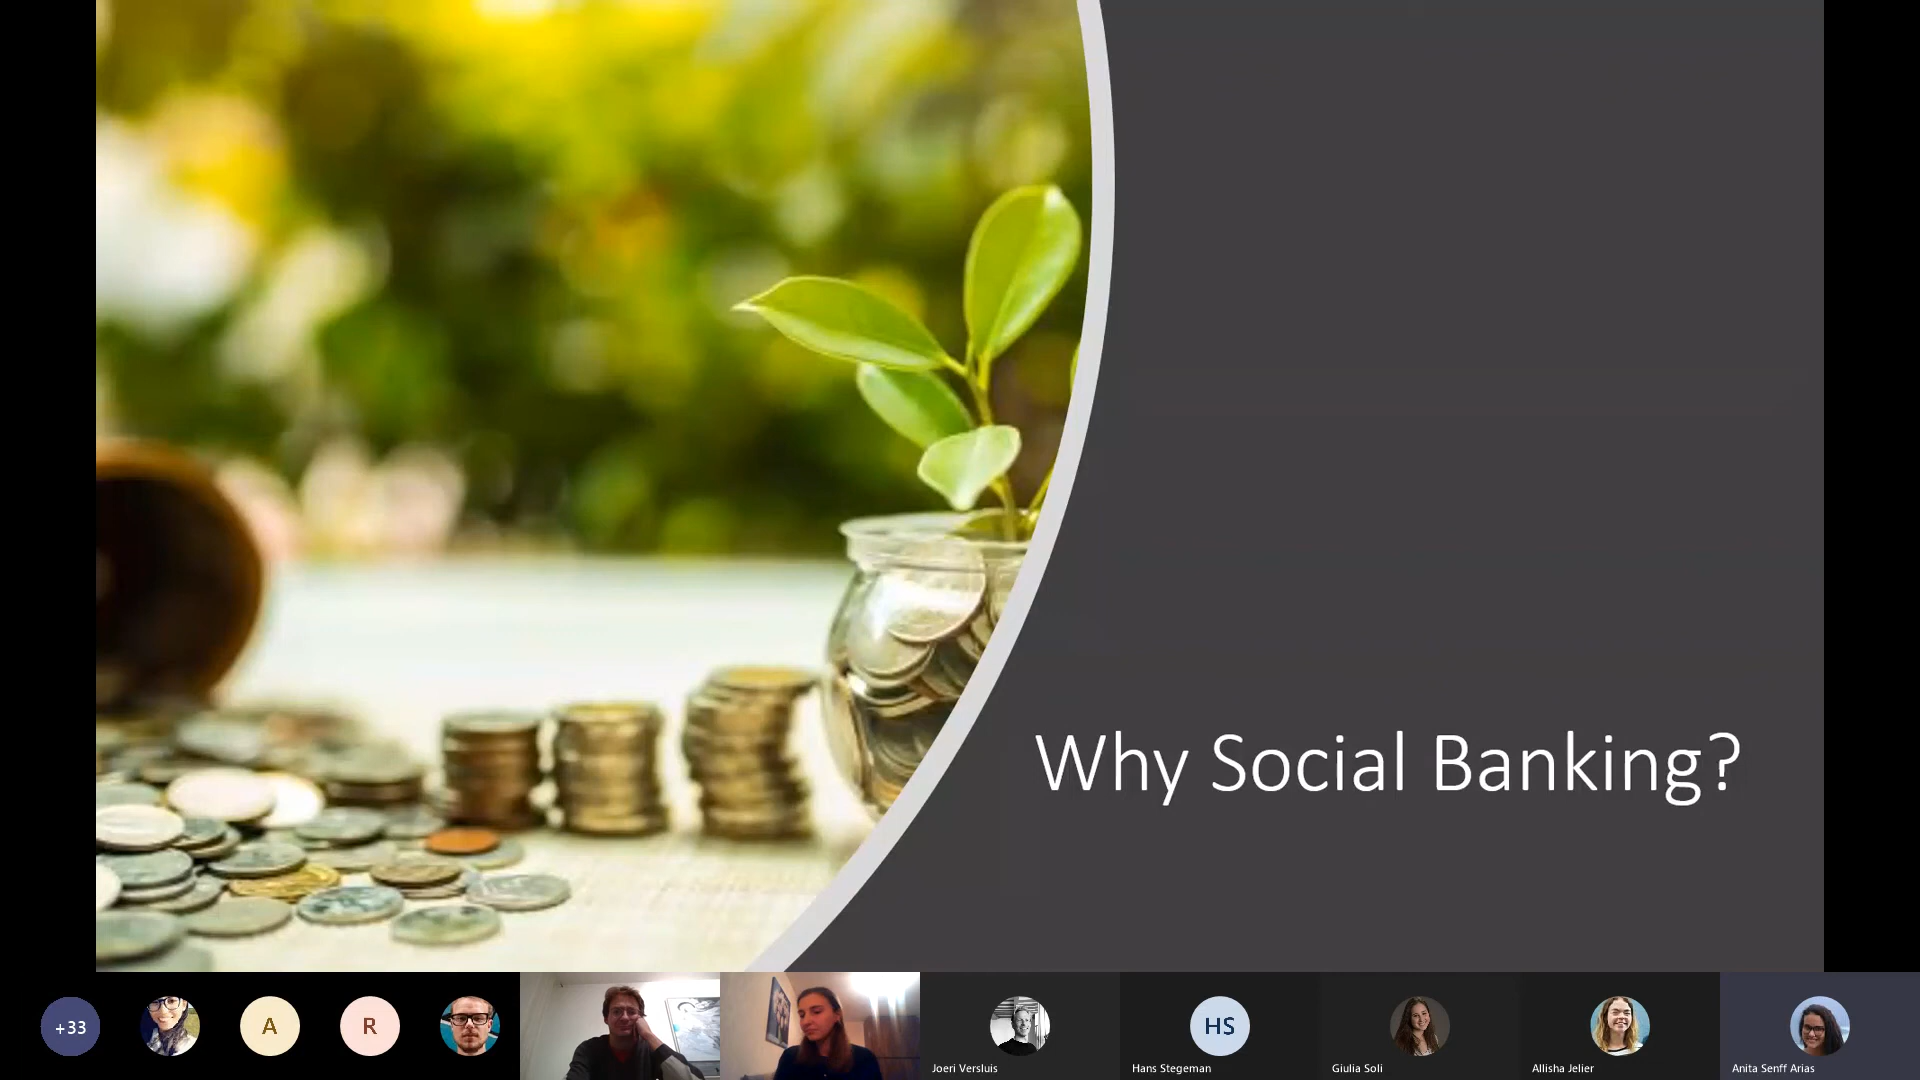 Why Social Banking?
+33
A
R
Joeri Versluis
HS
Hans Stegeman
Giulia Soli
Allisha Jelier
Anita Senff Arias